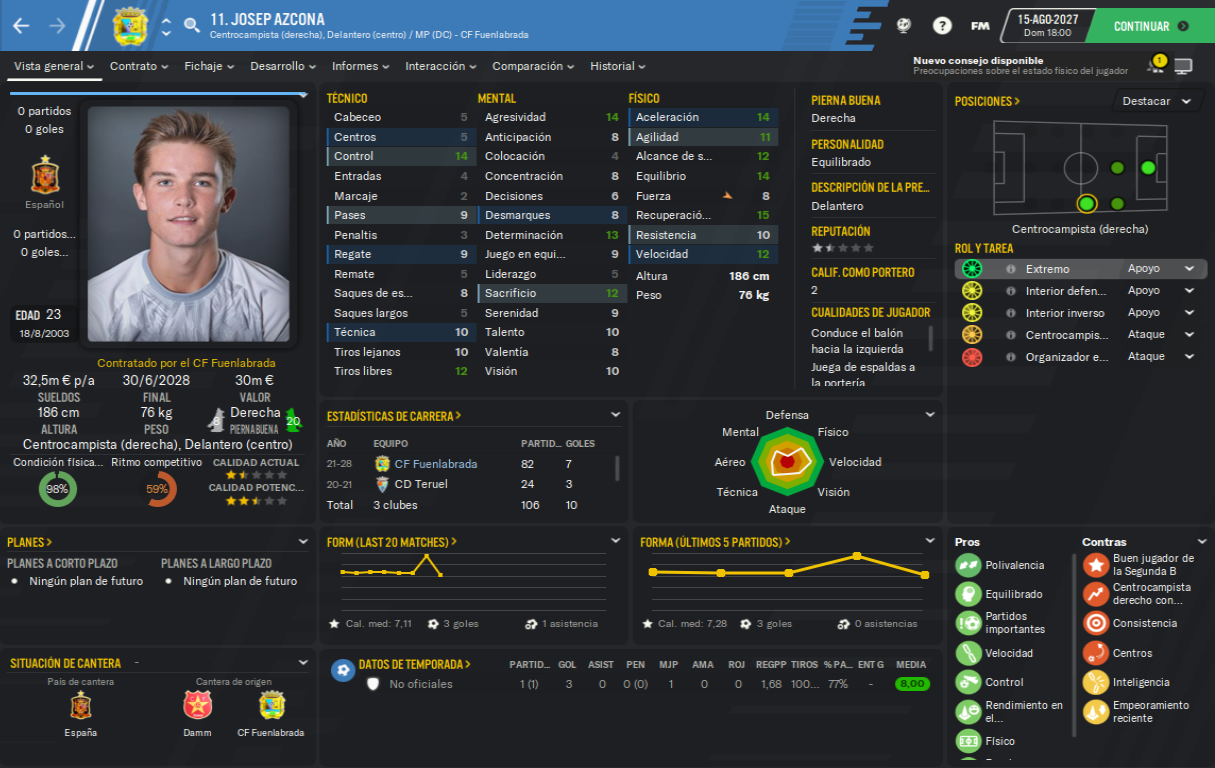 11. JOSEP AZCONA
Centrocampista (derecha), Delantero (centro) / MP (DC) - CF Fuenlabrada
?
FM
15-AGO-2027
Dom 18:00
CONTINUAR
Vista general
Contrato
Fichaje
Desarrollo
Informes
Interacción
Comparación
Historial
Nuevo consejo disponible
Preocupaciones sobre el estado físico del jugador
1
0 partidos
0 goles
Español
0 partidos...
0 goles...
EDAD 23
18/8/2003
Contratado por el CF Fuenlabrada
32,5m € p/a
SUELDOS
30/6/2028
FINAL
30m €
VALOR
186 cm
ALTURA
76 kg
PESO
8
Derecha
PIERNA BUENA
20
Centrocampista (derecha), Delantero (centro)
Condición física...
98%
Ritmo competitivo
59%
CALIDAD ACTUAL
CALIDAD POTENC...
TÉCNICO
Cabeceo 5
Centros 5
Control 14
Entradas 4
Marcaje 2
Pases 9
Penaltis 3
Regate 9
Remate 5
Saques de es... 8
Saques largos 5
Técnica 10
Tiros lejanos 10
Tiros libres 12
MENTAL
Agresividad 14
Anticipación 8
Colocación 4
Concentración 8
Decisiones 6
Desmarques 8
Determinación 13
Juego en equi... 9
Liderazgo 5
Sacrificio 12
Serenidad 9
Talento 10
Valentía 8
Visión 10
FÍSICO
Aceleración 14
Agilidad 11
Alcance de s... 12
Equilibrio 14
Fuerza 8
Recuperació... 15
Resistencia 10
Velocidad 12
Altura 186 cm
Peso 76 kg
PIERNA BUENA
Derecha
PERSONALIDAD
Equilibrado
DESCRIPCIÓN DE LA PRE...
Delantero
REPUTACIÓN
CALIF. COMO PORTERO
2
CUALIDADES DE JUGADOR
Conduce el balón
hacia la izquierda
Juega de espaldas a
la portería
POSICIONES >
Destacar
Centrocampista (derecha)
ROL Y TAREA
Extremo Apoyo
Interior defen... Apoyo
Interior inverso Apoyo
Centrocampis... Ataque
Organizador e... Ataque
ESTADÍSTICAS DE CARRERA >
AÑO EQUIPO PARTID... GOLES
21-28 CF Fuenlabrada 82 7
20-21 CD Teruel 24 3
Total 3 clubes 106 10
Defensa
Mental
Físico
Aéreo
Velocidad
Técnica
Visión
Ataque
PLANES >
PLANES A CORTO PLAZO
Ningún plan de futuro
PLANES A LARGO PLAZO
Ningún plan de futuro
FORM (LAST 20 MATCHES) >
Cal. med: 7,11
3 goles
1 asistencia
FORMA (ÚLTIMOS 5 PARTIDOS) >
Cal. med: 7,28
3 goles
0 asistencias
SITUACIÓN DE CANTERA -
País de cantera
España
Cantera de origen
Damm
CF Fuenlabrada
DATOS DE TEMPORADA > PARTID... GOL ASIST PEN MJP AMA ROJ REGPP TIROS % PA... ENT G MEDIA
No oficiales 1 (1) 3 0 0 (0) 1 0 0 1,68 100... 77% - 8,00
Pros
Polivalencia
Equilibrado
Partidos
importantes
Velocidad
Control
Rendimiento en
el...
Físico
Contras
Buen jugador de
la Segunda B
Centrocampista
derecho con...
Consistencia
Centros
Inteligencia
Empeoramiento
reciente